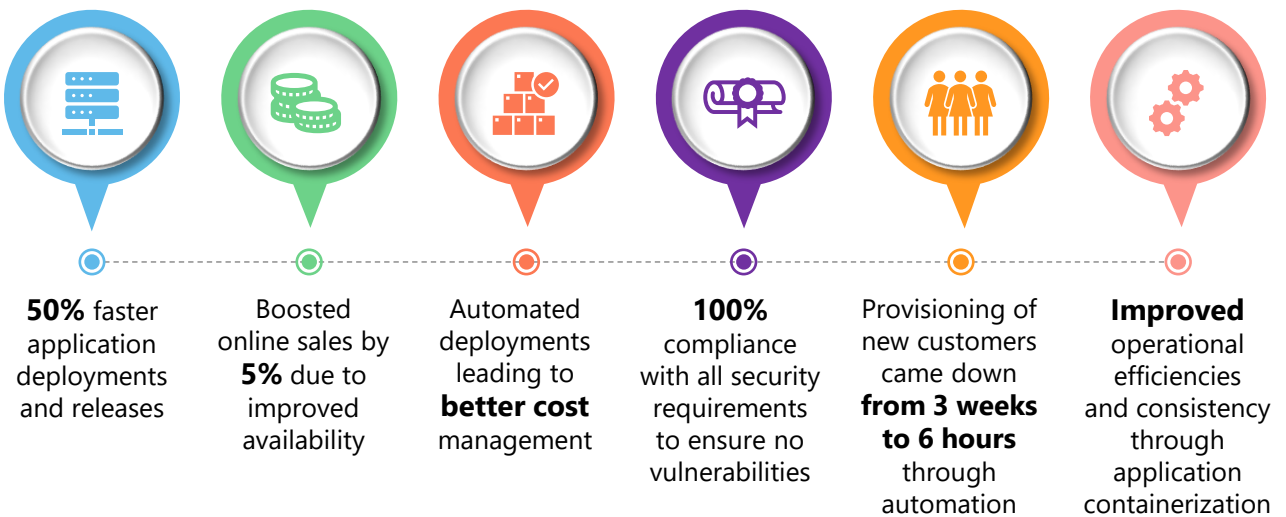 50% faster
application
deployments
and releases
Boosted
online sales by
5% due to
improved
availability
Automated
deployments
leading to
better cost
management
100%
compliance
with all security
requirements
to ensure no
vulnerabilities
Provisioning of
new customers
came down
from 3 weeks
to 6 hours
through
automation
Improved
operational
efficiencies
and consistency
through
application
containerization